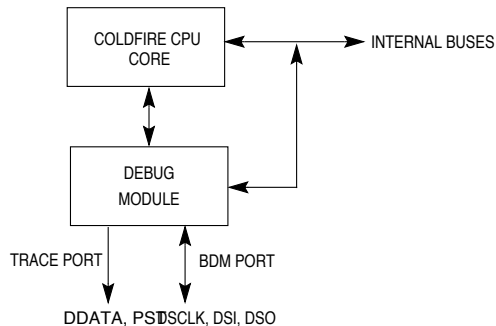 COLDFIRE CPU
CORE
INTERNAL BUSES
DEBUG
MODULE
TRACE PORT
BDM PORT
DDATA, PST
DSCLK, DSI, DSO